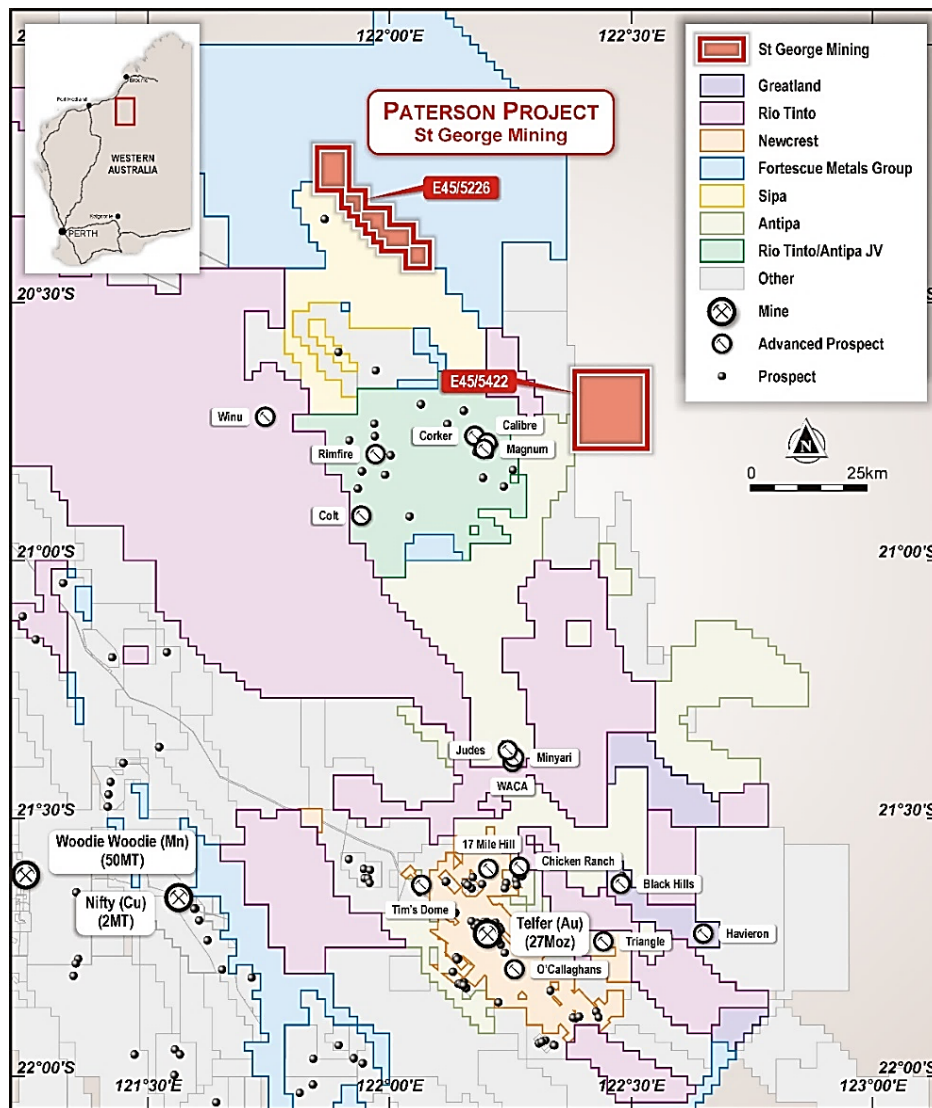 121°30'E
122°00'E
122°30'E
Port Hedland
Broome
WESTERN
AUSTRALIA
Kalgoorlie
PERTH
PATERSON PROJECT
St George Mining
E45/5226
St George Mining
Greatland
Rio Tinto
Newcrest
Fortescue Metals Group
Sipa
Antipa
Rio Tinto/Antipa JV
Other
Mine
Advanced Prospect
Prospect
N
0
25km
20°30'S
E45/5422
Winu
Corker
Calibre
Magnum
Rimfire
Colt
21°00'S
21°00'S
Judes
Minyari
WACA
21°30'S
21°30'S
Woodie Woodie (Mn)
(50MT)
Nifty (Cu)
(2MT)
17 Mile Hill
Chicken Ranch
Black Hills
Tim's Dome
Telfer (Au)
(27Moz)
Triangle
Havieron
O'Callaghans
22°00'S
22°00'S
121°30'E
122°00'E
122°30'E
123°00'E